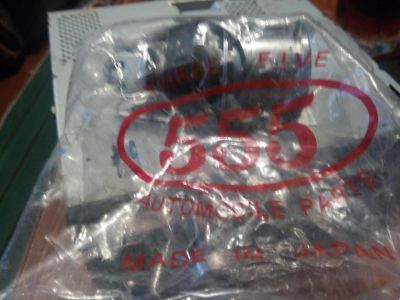 THREE FIVE
555
AUTOMOBILE PARTS
MADE IN JAPAN